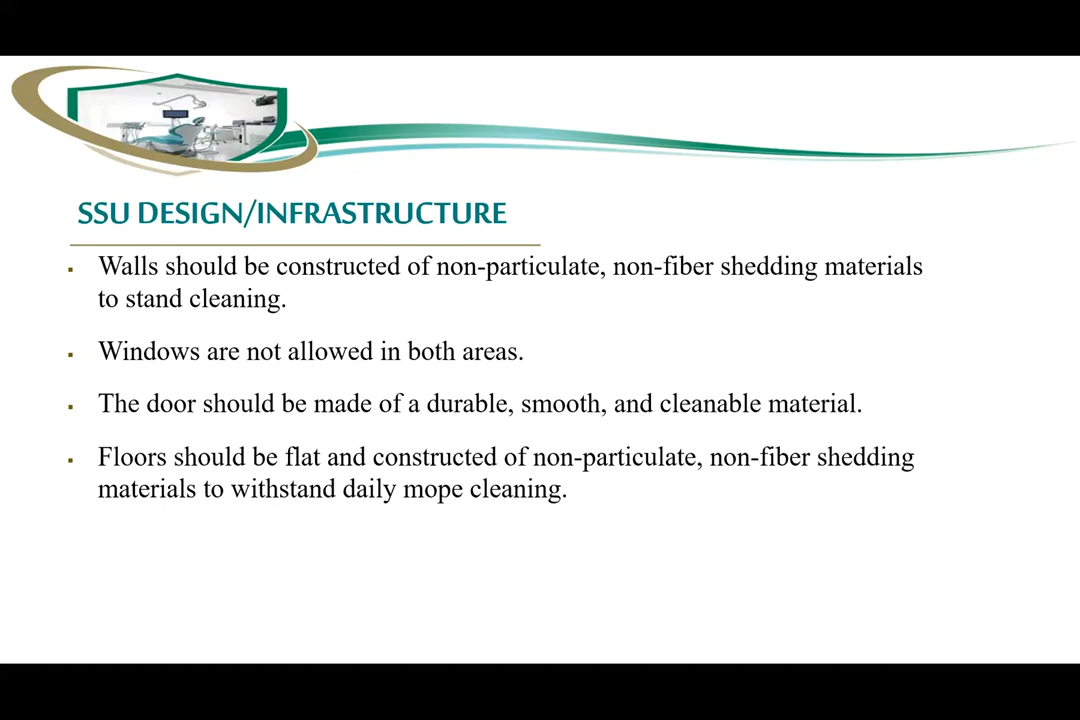 SSU DESIGN/INFRASTRUCTURE
▪ Walls should be constructed of non-particulate, non-fiber shedding materials
to stand cleaning.
▪ Windows are not allowed in both areas.
▪ The door should be made of a durable, smooth, and cleanable material.
▪ Floors should be flat and constructed of non-particulate, non-fiber shedding
materials to withstand daily mope cleaning.